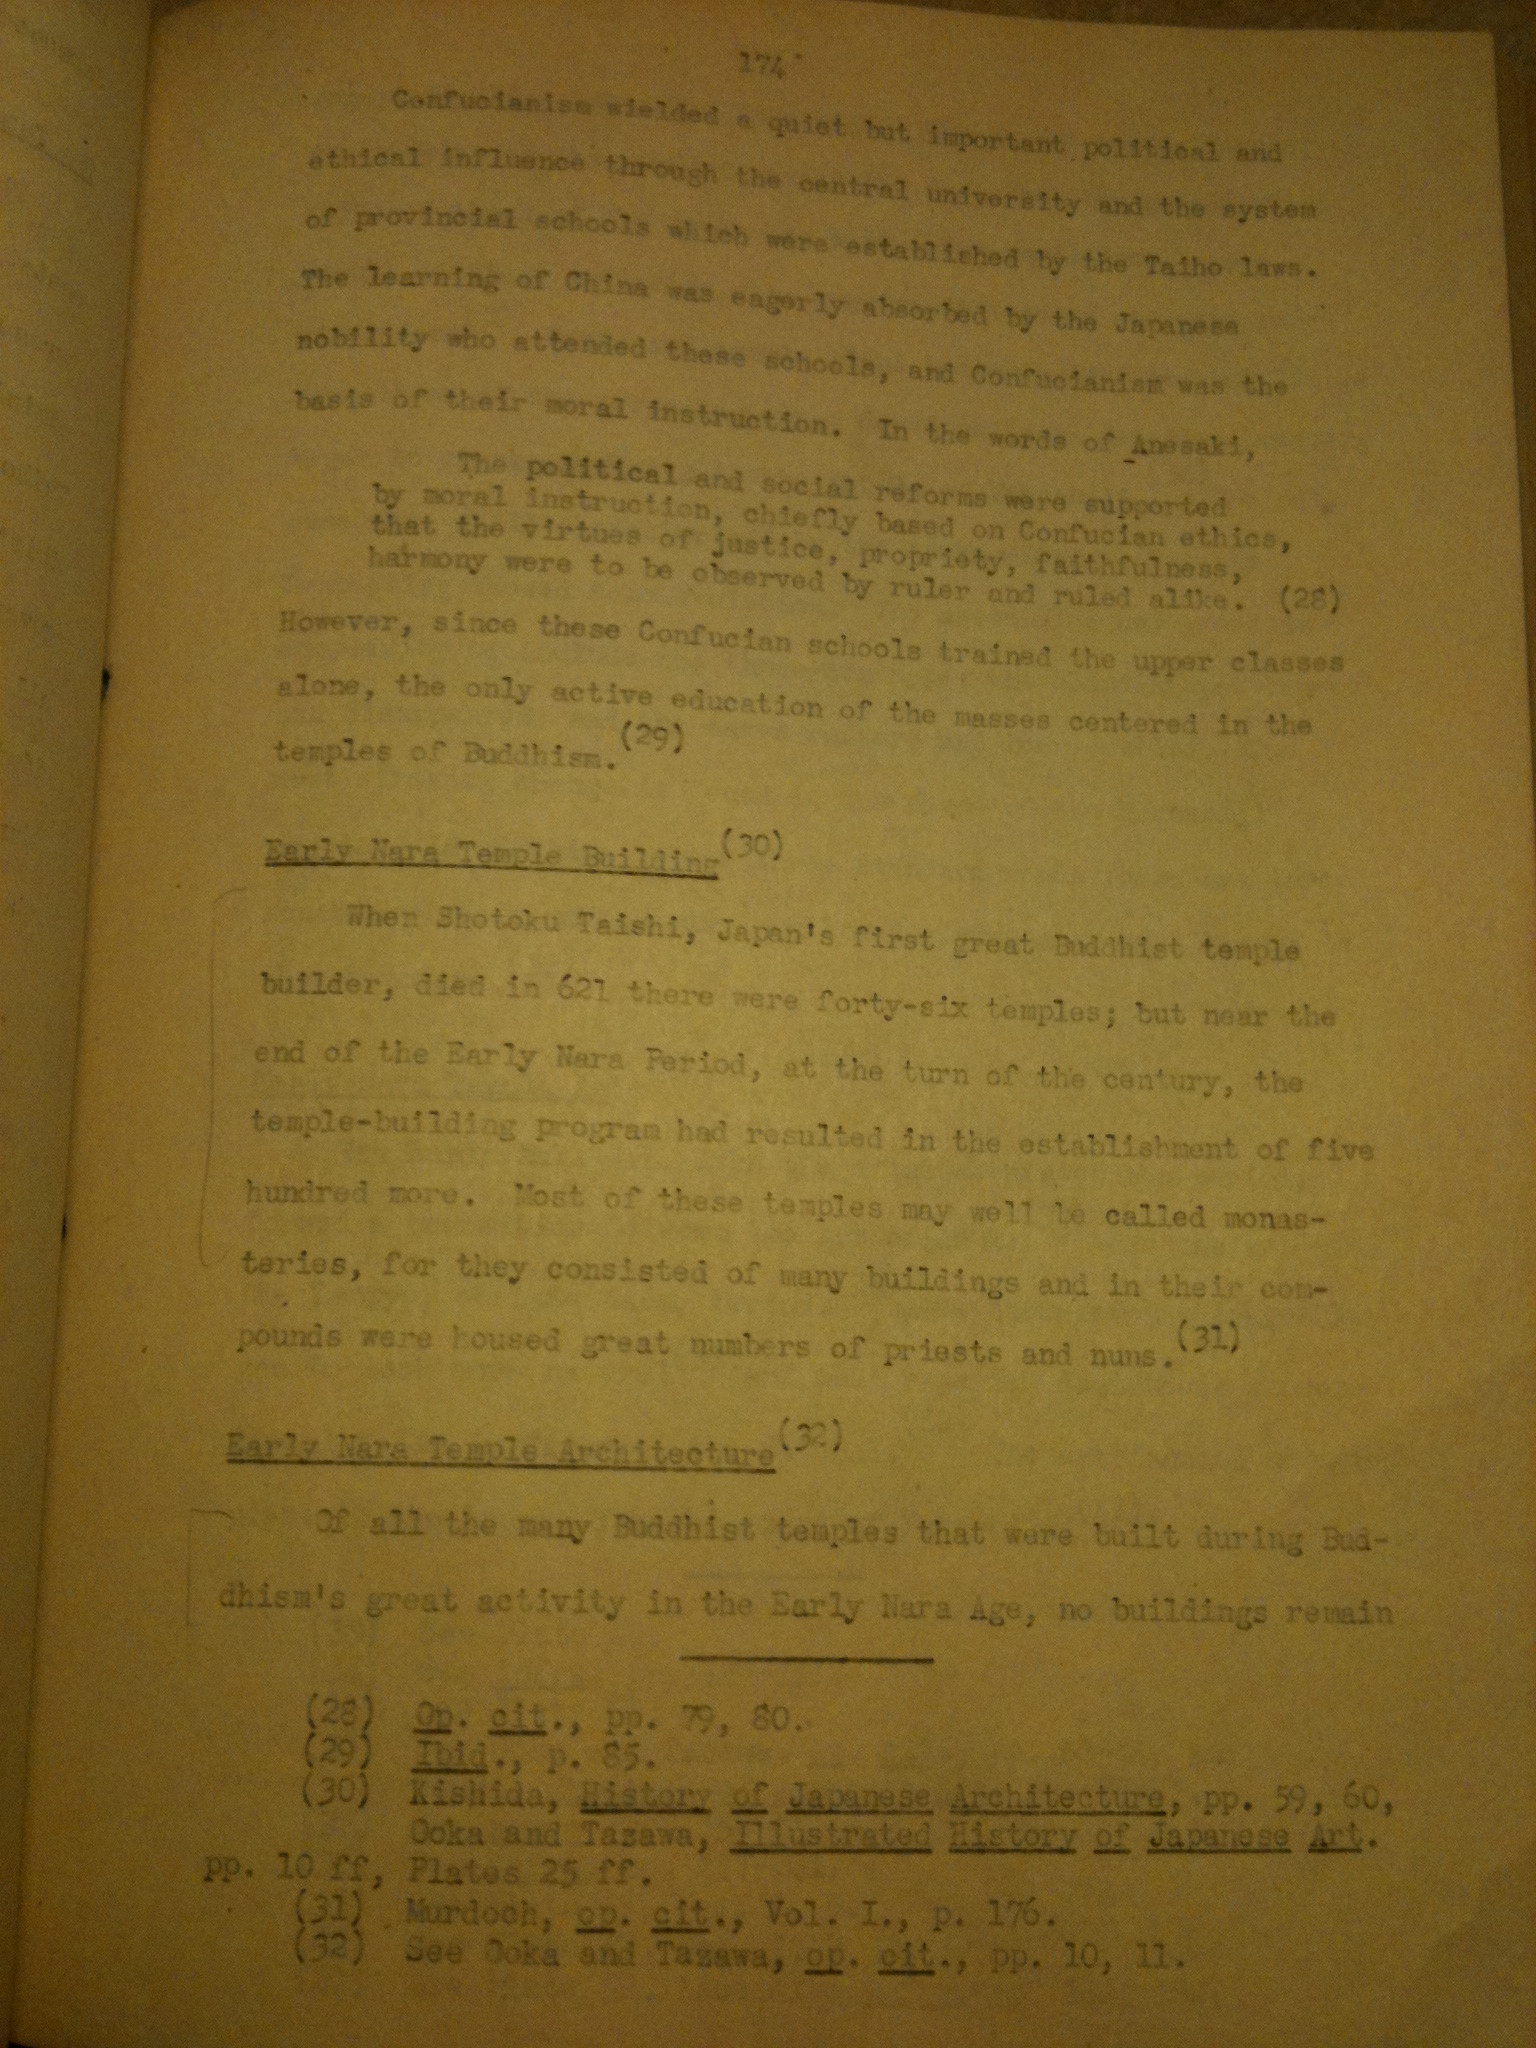 174
Confucianism wielded a quiet but important political and
ethical influence through the central university and the system
of provincial schools which were established by the Taiho laws.
The learning of China was eagerly absorbed by the Japanese
nobility who attended these schools, and Confucianism was the
basis of their moral instruction. In the words of Anesaki,
The political and social reforms were supported
by moral instruction, chiefly based on Confucian ethics,
that the virtues of justice, propriety, faithfulness,
harmony were to be observed by ruler and ruled alike. (28)
However, since these Confucian schools trained the upper classes
alone, the only active education of the masses centered in the
temples of Buddhism.(29)
Early Nara Temple Building(30)
When Shotoku Taishi, Japan's first great Buddhist temple
builder, died in 621 there were forty-six temples; but near the
end of the Early Nara Period, at the turn of the century, the
temple-building program had resulted in the establishment of five
hundred more. Most of these temples may well be called monas-
teries, for they consisted of many buildings and in their com-
pounds were housed great numbers of priests and nuns.(31)
Early Nara Temple Architecture(32)
Of all the many Buddhist temples that were built during Bud-
dhism's great activity in the Early Nara Age, no buildings remain
(28) Op. cit., pp. 79, 80.
(29) Ibid., p. 85.
(30) Kishida, History of Japanese Architecture, pp. 59, 60,
Ooka and Tazawa, Illustrated History of Japanese Art.
pp. 10 ff, Plates 25 ff.
(31) Murdoch, op. cit., Vol. I., p. 176.
(32) See Ooka and Tazawa, op. cit., pp. 10, 11.